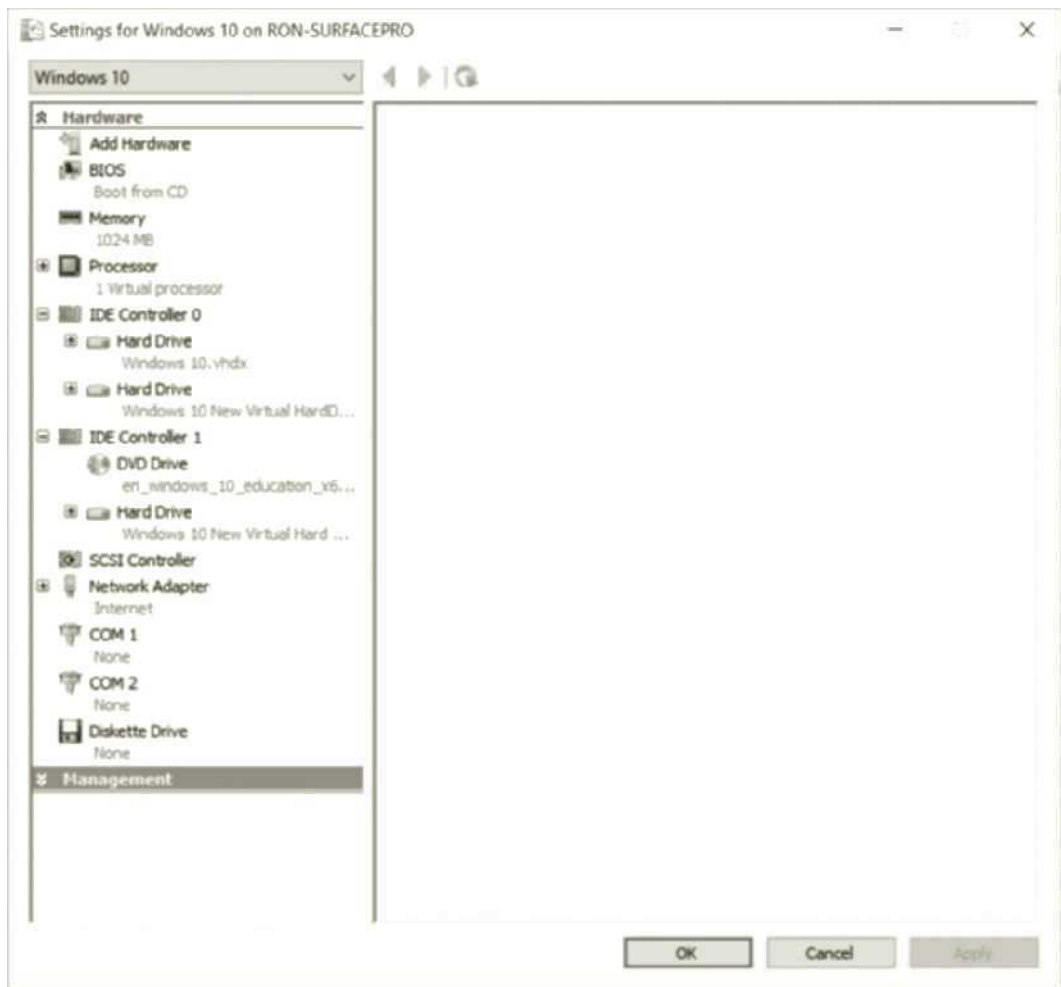 Settings for Windows 10 on RON-SURFACEPRO
Windows 10
Hardware
Add Hardware
BIOS
Boot from CD
Memory
1024 MB
Processor
1 Virtual processor
IDE Controller 0
Hard Drive
Windows 10.vhdx
Hard Drive
Windows 10 New Virtual HardD...
IDE Controller 1
DVD Drive
en_windows_10_education_x6...
Hard Drive
Windows 10 New Virtual Hard ...
SCSI Controller
Network Adapter
Internet
COM 1
None
COM 2
None
Diskette Drive
None
Management
OK Cancel Apply